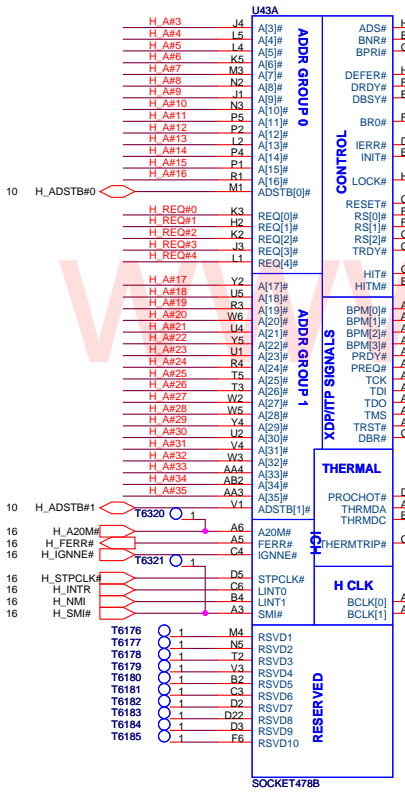 U43A
H_A#3 J4 A[3]# ADS#
H_A#4 L5 A[4]# BNR#
H_A#5 L4 A[5]# BPRI#
H_A#6 K5 A[6]#
H_A#7 M3 A[7]# DEFER#
H_A#8 N2 A[8]# DRDY#
H_A#9 J1 A[9]# DBSY#
H_A#10 N3 A[10]#
H_A#11 P5 A[11]# BR0#
H_A#12 P2 A[12]#
H_A#13 L2 A[13]# IERR#
H_A#14 P4 A[14]# INIT#
H_A#15 P1 A[15]#
H_A#16 R1 A[16]# LOCK#
10 H_ADSTB#0 M1 ADSTB[0]#
RESET#
H_REQ#0 K3 REQ[0]# RS[0]#
H_REQ#1 H2 REQ[1]# RS[1]#
H_REQ#2 K2 REQ[2]# RS[2]#
H_REQ#3 J3 REQ[3]# TRDY#
H_REQ#4 L1 REQ[4]#
HIT#
H_A#17 Y2 A[17]# HITM#
H_A#18 U5 A[18]#
H_A#19 R3 A[19]# BPM[0]#
H_A#20 W6 A[20]# BPM[1]#
H_A#21 U4 A[21]# BPM[2]#
H_A#22 Y5 A[22]# BPM[3]#
H_A#23 U1 A[23]# PRDY#
H_A#24 R4 A[24]# PREQ#
H_A#25 T5 A[25]# TCK
H_A#26 T3 A[26]# TDI
H_A#27 W2 A[27]# TDO
H_A#28 W5 A[28]# TMS
H_A#29 Y4 A[29]# TRST#
H_A#30 U2 A[30]# DBR#
H_A#31 V4 A[31]#
H_A#32 W3 A[32]#
H_A#33 AA4 A[33]#
H_A#34 AB2 A[34]#
H_A#35 AA3 A[35]#
10 H_ADSTB#1 V1 ADSTB[1]#
ADDR GROUP 0
ADDR GROUP 1
CONTROL
XDP/ITP SIGNALS
THERMAL
PROCHOT#
THRMDA
THRMDC
THERMTRIP#
T6320 1
16 H_A20M# A6 A20M#
16 H_FERR# A5 FERR#
16 H_IGNNE# C4 IGNNE#
T6321 1
ICH
16 H_STPCLK# D5 STPCLK#
16 H_INTR C6 LINT0
16 H_NMI B4 LINT1
16 H_SMI# A3 SMI#
H CLK
BCLK[0]
BCLK[1]
T6176 1 M4 RSVD1
T6177 1 N5 RSVD2
T6178 1 T2 RSVD3
T6179 1 V3 RSVD4
T6180 1 B2 RSVD5
T6181 1 C3 RSVD6
T6182 1 D2 RSVD7
T6183 1 D22 RSVD8
T6184 1 D3 RSVD9
T6185 1 F6 RSVD10
RESERVED
SOCKET478B